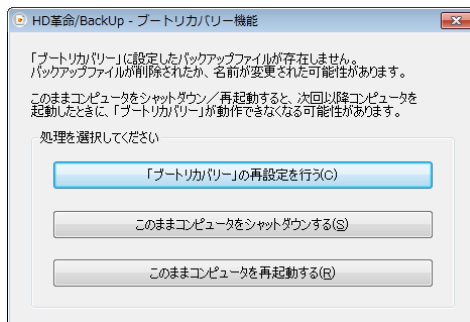 HD革命/BackUp - ブートリカバリー機能
「ブートリカバリー」に設定したバックアップファイルが存在しません。
バックアップファイルが削除されたか、名前が変更された可能性があります。
このままコンピュータをシャットダウン／再起動すると、次回以降コンピュータを
起動したときに、「ブートリカバリー」が動作できなくなる可能性があります。
処理を選択してください
「ブートリカバリー」の再設定を行う(C)
このままコンピュータをシャットダウンする(S)
このままコンピュータを再起動する(R)